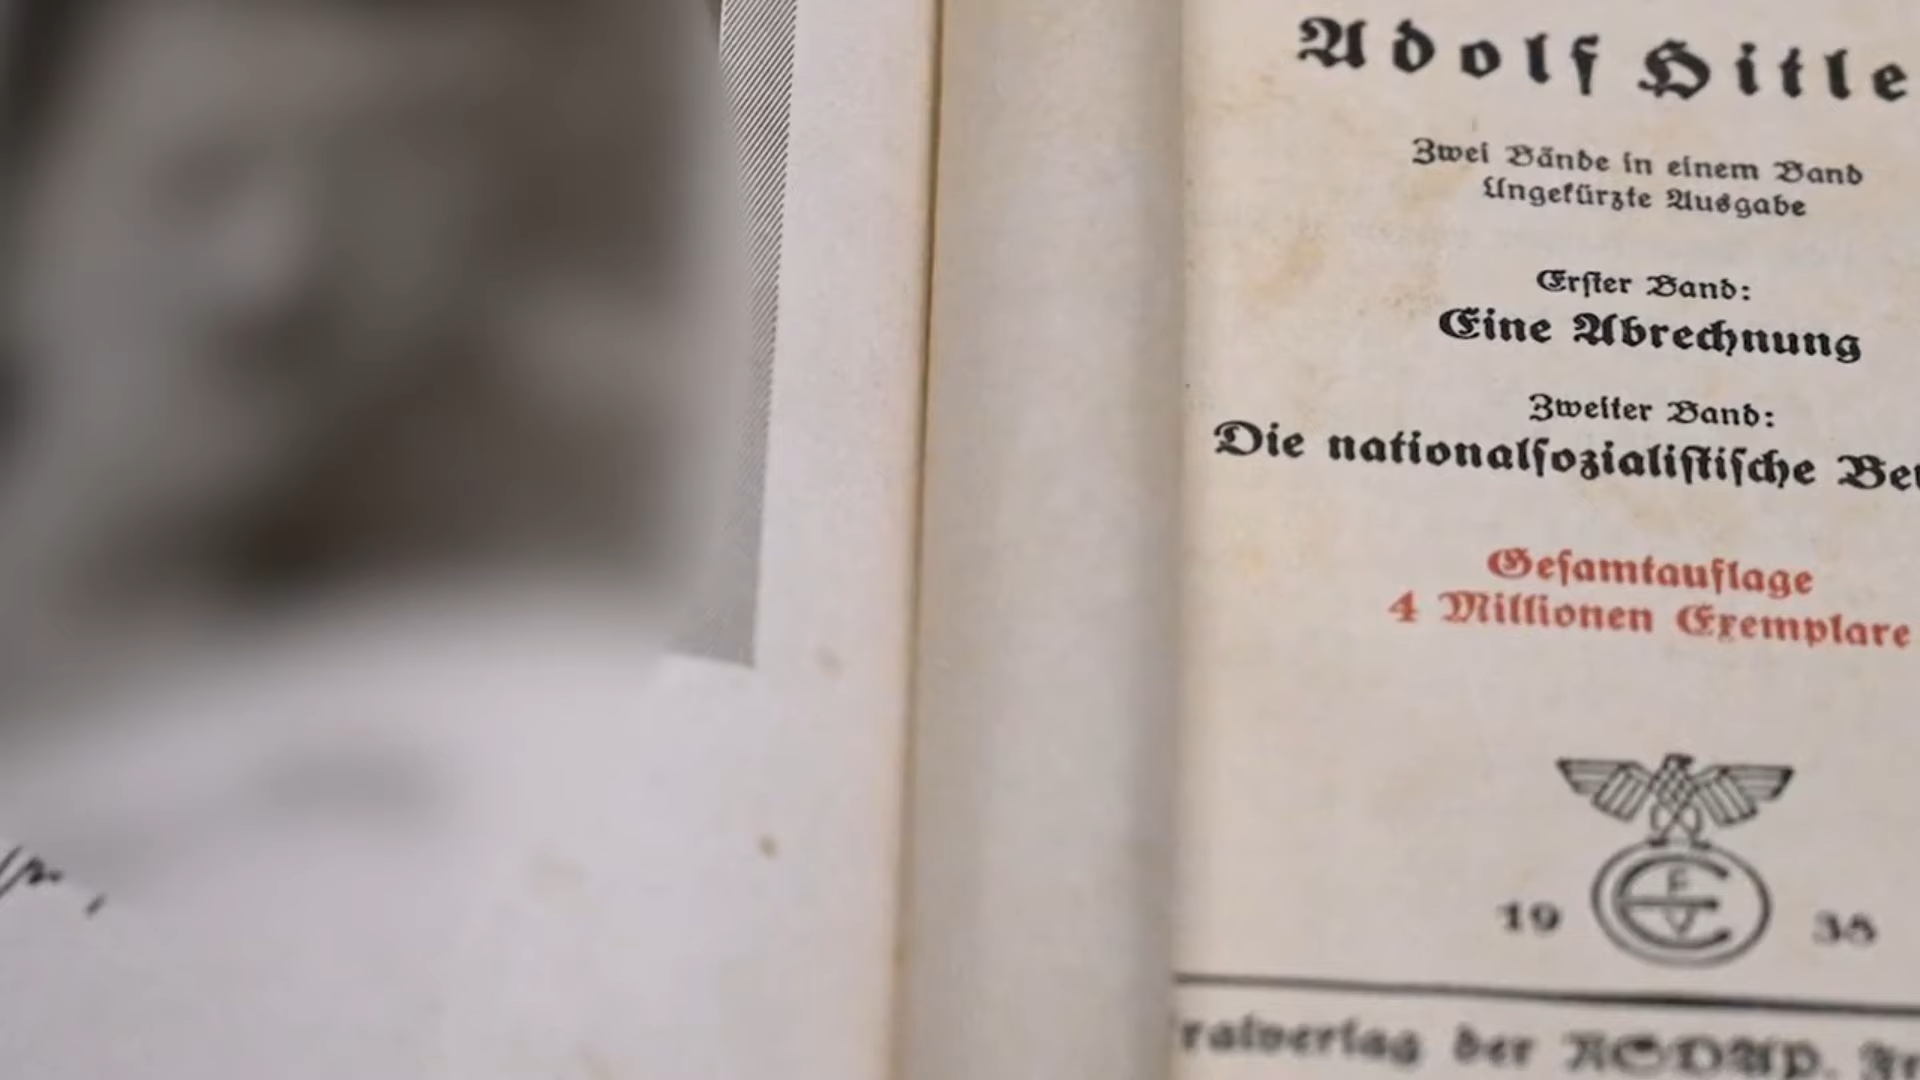 Adolf Hitle
Zwei Bände in einem Band
Ungekürzte Ausgabe
Erster Band:
Eine Abrechnung
Zweiter Band:
Die nationalsozialistische Be
Gesamtauflage
4 Millionen Exemplare
19 38
ralverlag der NSDAP. Fr